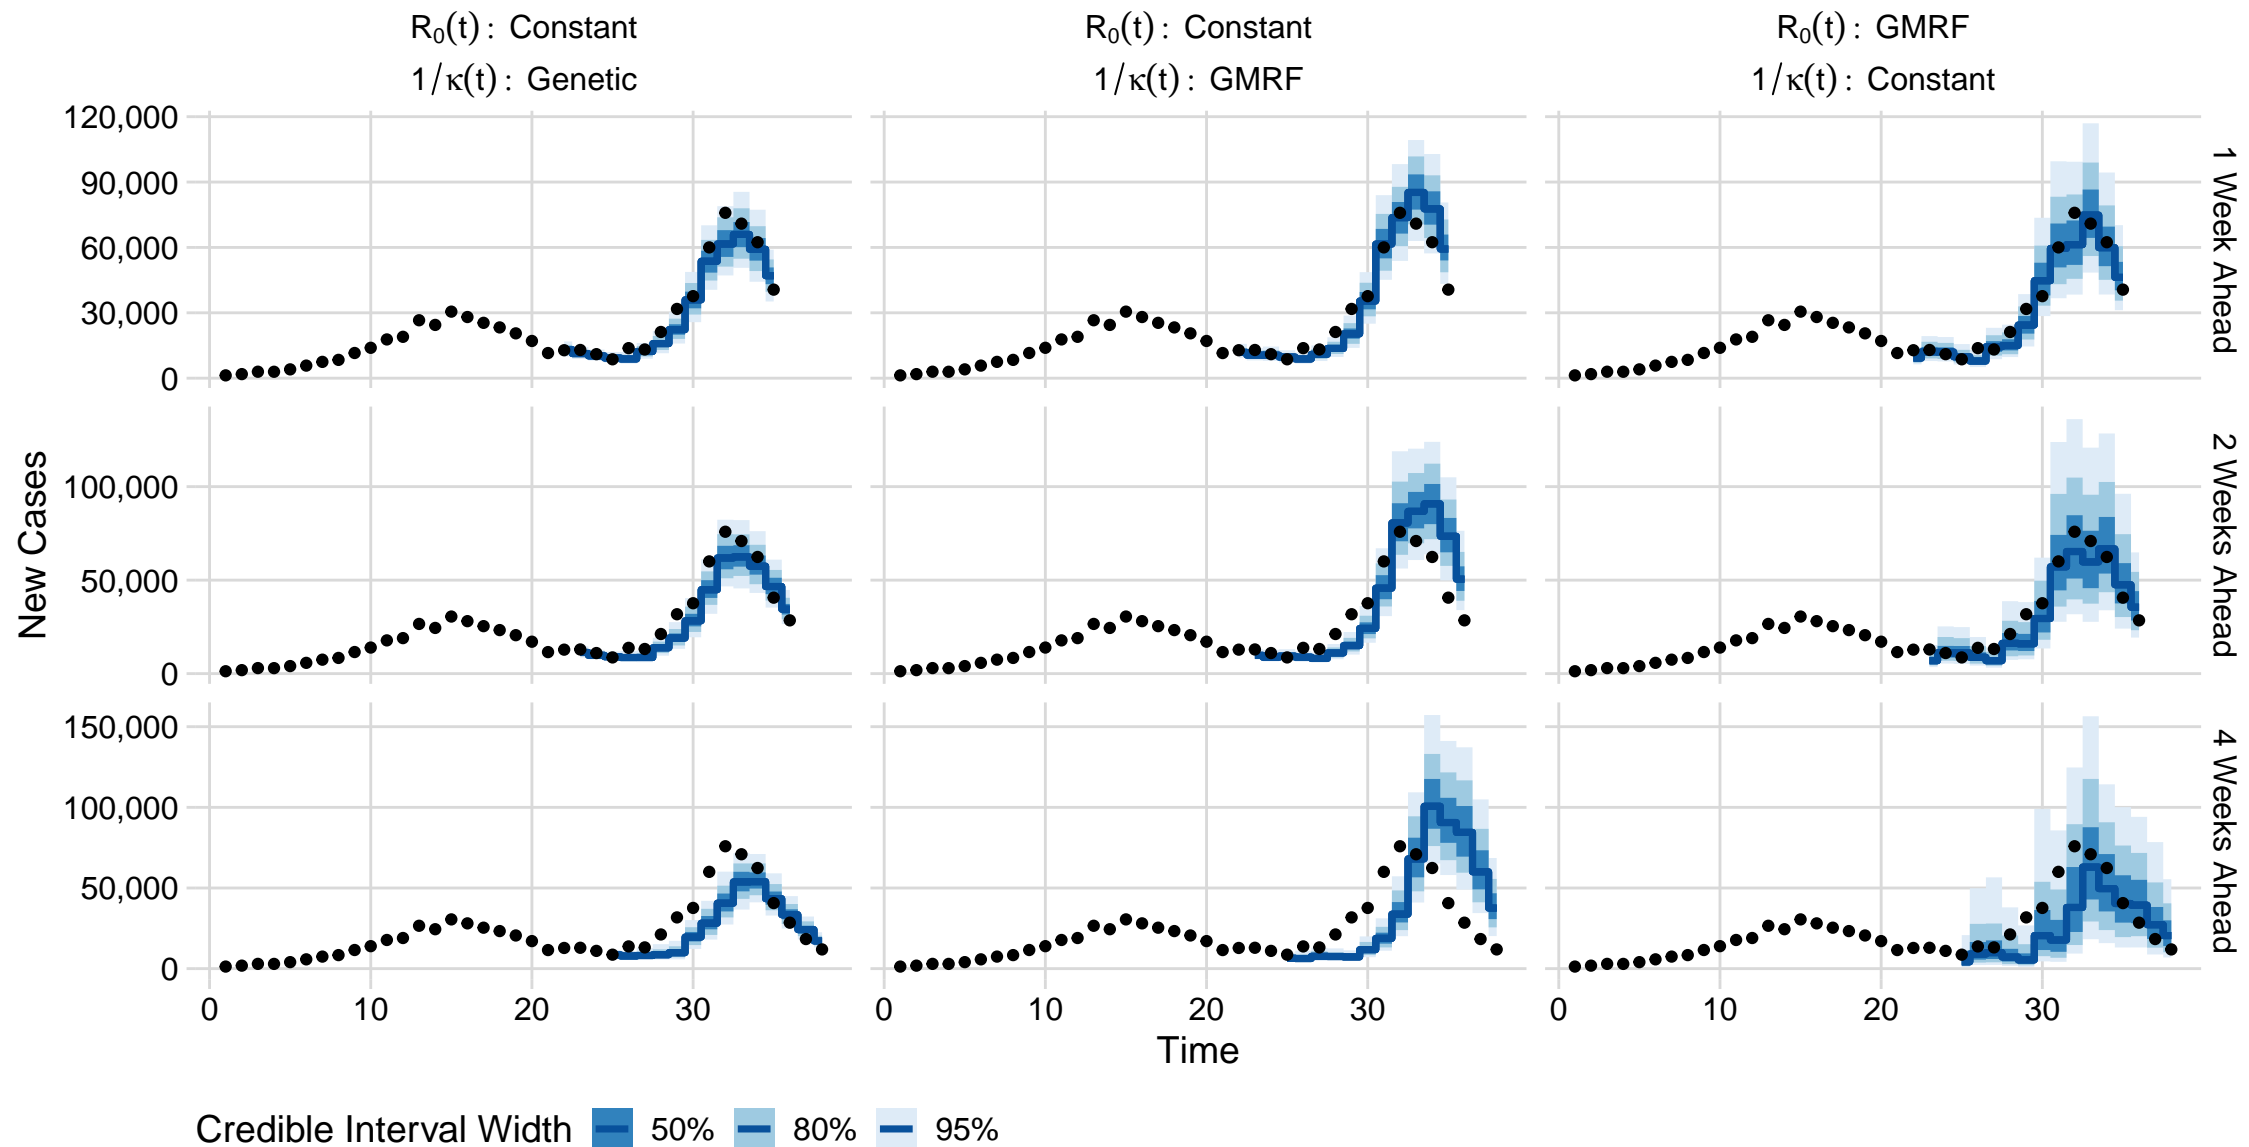 R₀(t) : Constant
1/κ(t) : Genetic
R₀(t) : Constant
1/κ(t) : GMRF
R₀(t) : GMRF
1/κ(t) : Constant
120,000
90,000
60,000
30,000
0
1 Week Ahead
100,000
50,000
0
2 Weeks Ahead
150,000
100,000
50,000
0
4 Weeks Ahead
New Cases
0 10 20 30
0 10 20 30
0 10 20 30
Time
Credible Interval Width 50% 80% 95%